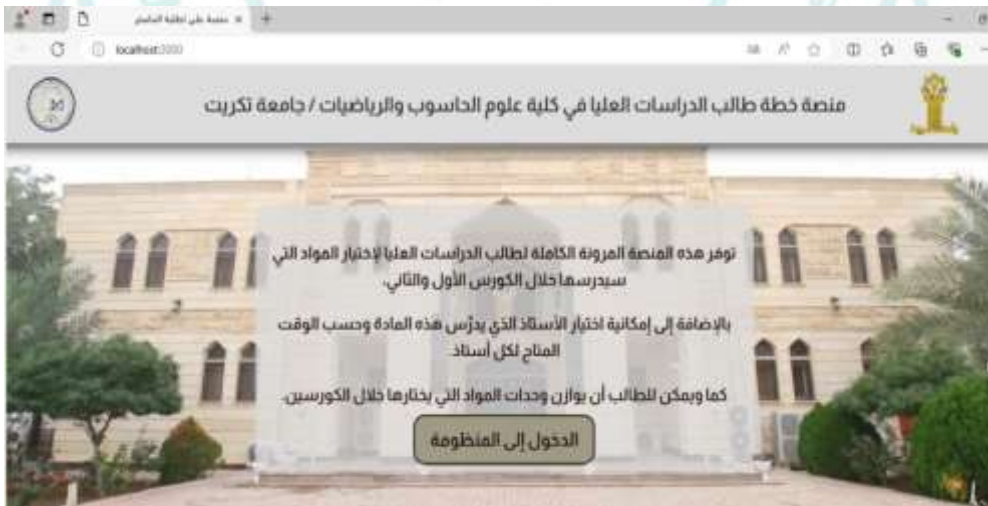 localhost:3000
منصة خطة طالب الدراسات العليا في كلية علوم الحاسوب والرياضيات / جامعة تكريت
توفر هذه المنصة المرونة الكاملة لطالب الدراسات العليا لإختيار المواد التي
سيدرسها خلال الكورس الأول والثاني.
بالإضافة إلى إمكانية اختيار الأستاذ الذي يدرّس هذه المادة وحسب الوقت
المتاح لكل أستاذ.
كما ويمكن للطالب أن يوازن وحدات المواد التي يختارها خلال الكورسين.
الدخول إلى المنظومة